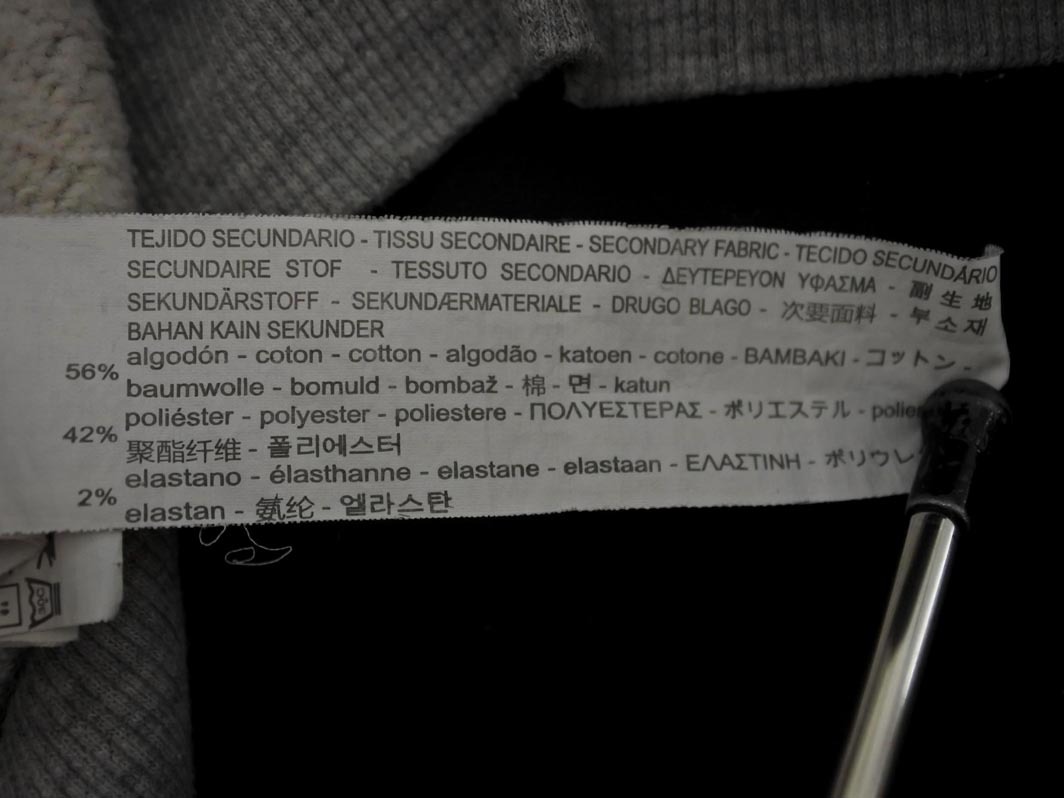 TEJIDO SECUNDARIO - TISSU SECONDAIRE - SECONDARY FABRIC - TECIDO SECUNDÁRIO
SECUNDAIRE STOF - TESSUTO SECONDARIO - ΔΕΥΤΕΡΕΥΟΝ ΥΦΑΣΜΑ - 副 生 地
SEKUNDÄRSTOFF - SEKUNDÆRMATERIALE - DRUGO BLAGO - 次要面料 - 부 소 재
BAHAN KAIN SEKUNDER
56% algodón - coton - cotton - algodão - katoen - cotone - BAMBAKI - コットン -
baumwolle - bomuld - bombaž - 棉 - 면 - katun
42% poliéster - polyester - poliestere - ΠΟΛΥΕΣΤΕΡΑΣ - ポリエステル -
聚酯纤维 - 폴리에스터
2% elastano - élasthanne - elastane - elastaan - ΕΛΑΣΤΙΝΗ -
elastan - 氨纶 - 엘라스탄